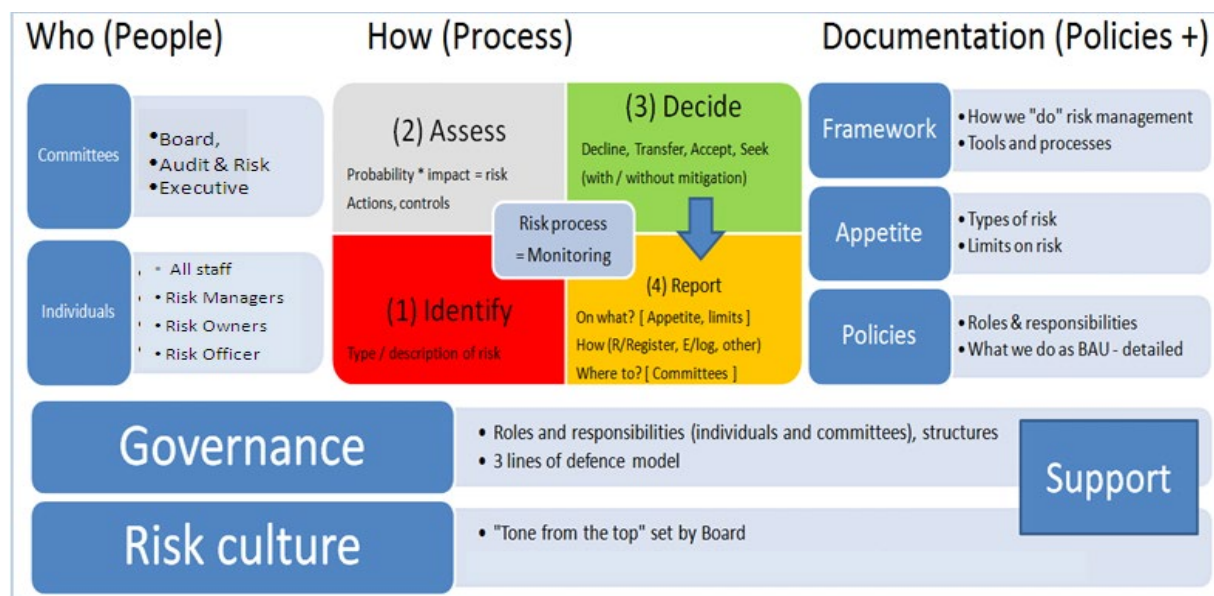 Who (People)
How (Process)
Documentation (Policies +)
Committees
•Board,
•Audit & Risk
•Executive
Individuals
• All staff
• Risk Managers
• Risk Owners
• Risk Officer
(2) Assess
Probability * impact = risk
Actions, controls
(3) Decide
Decline, Transfer, Accept, Seek
(with / without mitigation)
Risk process
= Monitoring
(1) Identify
Type / description of risk
(4) Report
On what? [ Appetite, limits ]
How (R/Register, E/log, other)
Where to? [ Committees ]
Framework
• How we "do" risk management
• Tools and processes
Appetite
• Types of risk
• Limits on risk
Policies
• Roles & responsibilities
• What we do as BAU - detailed
Governance
• Roles and responsibilities (individuals and committees), structures
• 3 lines of defence model
Support
Risk culture
• "Tone from the top" set by Board